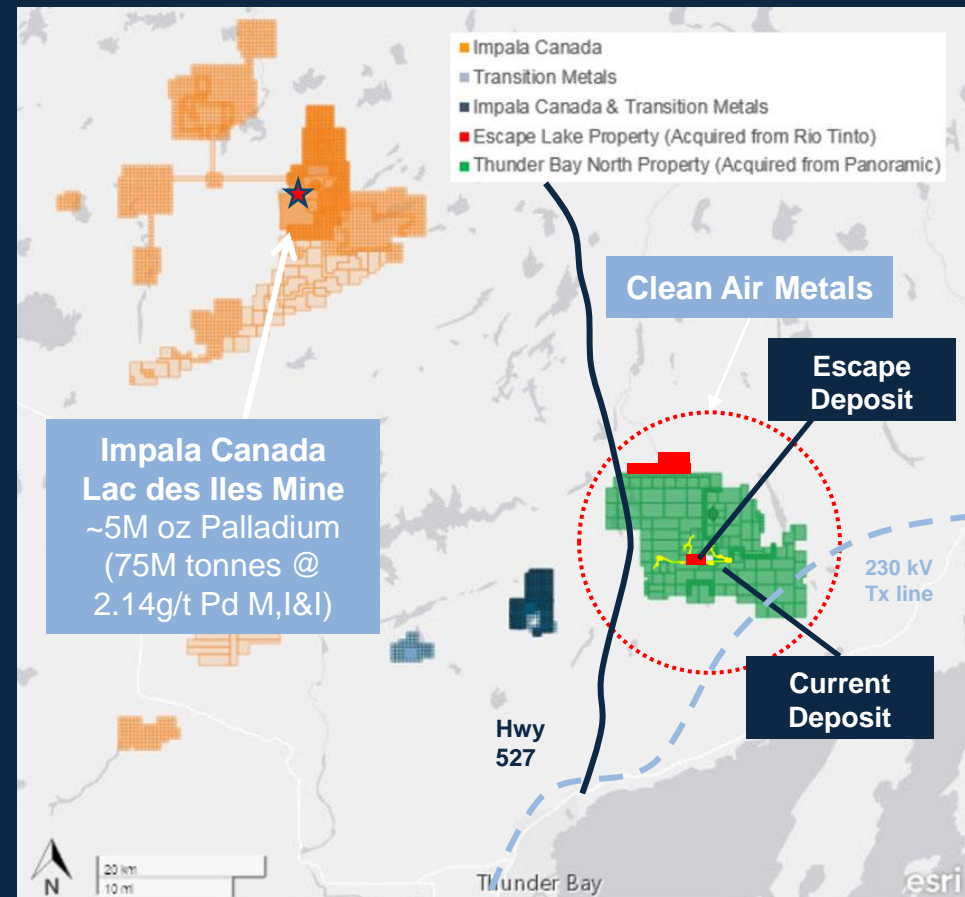 Impala Canada
Transition Metals
Impala Canada & Transition Metals
Escape Lake Property (Acquired from Rio Tinto)
Thunder Bay North Property (Acquired from Panoramic)
Clean Air Metals
Escape
Deposit
Impala Canada
Lac des Iles Mine
~5M oz Palladium
(75M tonnes @
2.14g/t Pd M,I&I)
230 kV
Tx line
Current
Deposit
Hwy
527
N
20 km
10 mi
Thunder Bay
esri